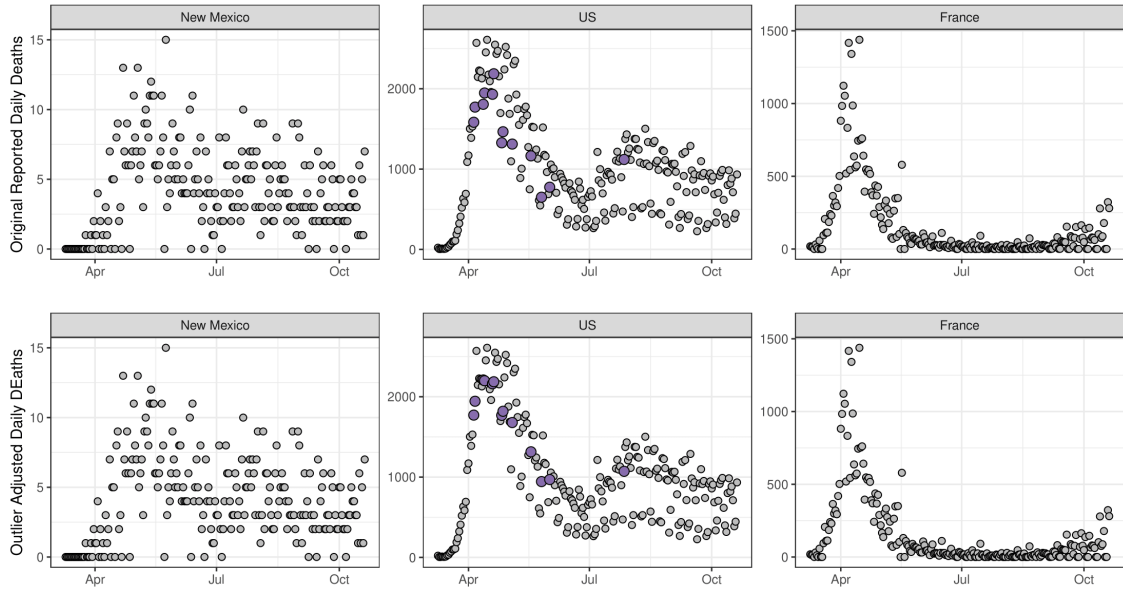 New Mexico
US
France
Original Reported Daily Deaths
15
10
5
0
2000
1000
0
1500
1000
500
0
Apr
Jul
Oct
Apr
Jul
Oct
Apr
Jul
Oct
New Mexico
US
France
Outlier Adjusted Daily DEaths
15
10
5
0
2000
1000
0
1500
1000
500
0
Apr
Jul
Oct
Apr
Jul
Oct
Apr
Jul
Oct